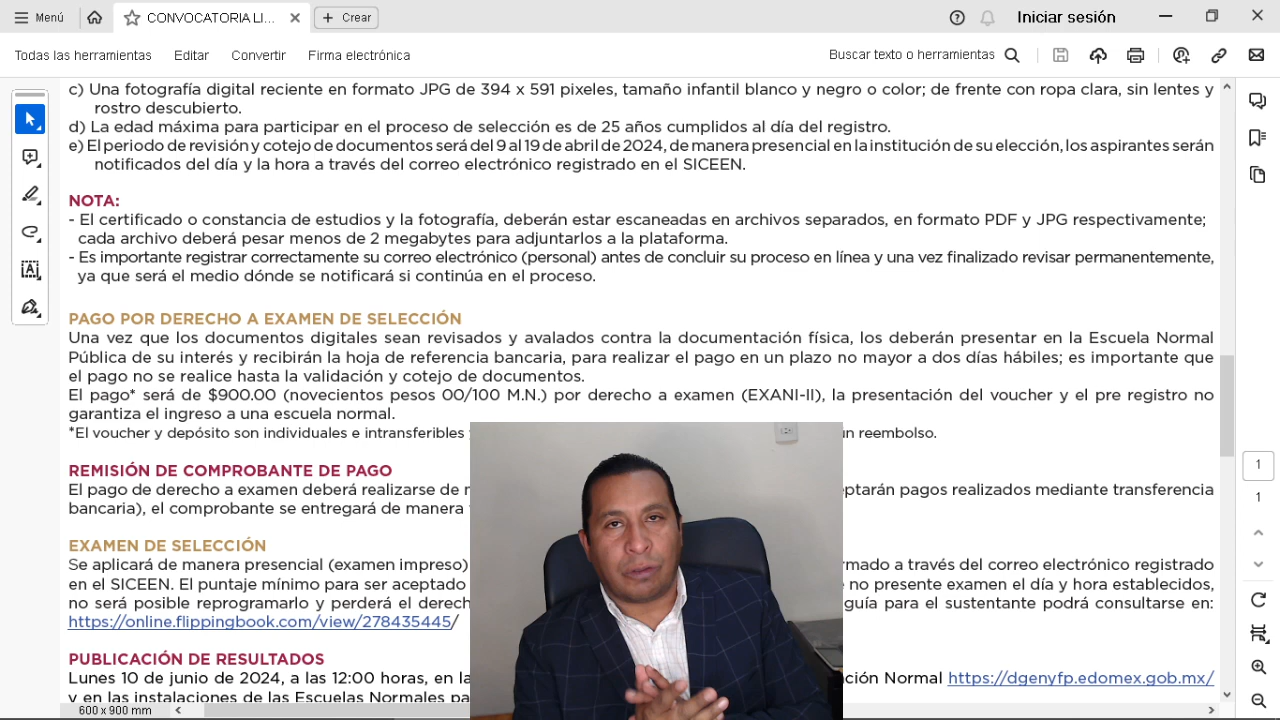 Menú
CONVOCATORIA LI...
Crear
Iniciar sesión
Todas las herramientas Editar Convertir Firma electrónica Buscar texto o herramientas
c) Una fotografía digital reciente en formato JPG de 394 x 591 pixeles, tamaño infantil blanco y negro o color; de frente con ropa clara, sin lentes y
rostro descubierto.
d) La edad máxima para participar en el proceso de selección es de 25 años cumplidos al día del registro.
e) El periodo de revisión y cotejo de documentos será del 9 al 19 de abril de 2024, de manera presencial en la institución de su elección, los aspirantes serán
notificados del día y la hora a través del correo electrónico registrado en el SICEEN.
NOTA:
- El certificado o constancia de estudios y la fotografía, deberán estar escaneadas en archivos separados, en formato PDF y JPG respectivamente;
cada archivo deberá pesar menos de 2 megabytes para adjuntarlos a la plataforma.
- Es importante registrar correctamente su correo electrónico (personal) antes de concluir su proceso en línea y una vez finalizado revisar permanentemente,
ya que será el medio dónde se notificará si continúa en el proceso.
PAGO POR DERECHO A EXAMEN DE SELECCIÓN
Una vez que los documentos digitales sean revisados y avalados contra la documentación física, los deberán presentar en la Escuela Normal
Pública de su interés y recibirán la hoja de referencia bancaria, para realizar el pago en un plazo no mayor a dos días hábiles; es importante que
el pago no se realice hasta la validación y cotejo de documentos.
El pago* será de $900.00 (novecientos pesos 00/100 M.N.) por derecho a examen (EXANI-II), la presentación del voucher y el pre registro no
garantiza el ingreso a una escuela normal.
*El voucher y depósito son individuales e intransferibles un reembolso.
REMISIÓN DE COMPROBANTE DE PAGO
El pago de derecho a examen deberá realizarse de pagos realizados mediante transferencia
bancaria), el comprobante se entregará de manera
EXAMEN DE SELECCIÓN
Se aplicará de manera presencial (examen impreso) a través del correo electrónico registrado
en el SICEEN. El puntaje mínimo para ser aceptado no presente examen el día y hora establecidos,
no será posible reprogramarlo y perderá el guía para el sustentante podrá consultarse en:
https://online.flippingbook.com/view/278435445/
PUBLICACIÓN DE RESULTADOS
Lunes 10 de junio de 2024, a las 12:00 horas, en Normal https://dgenyfp.edomex.gob.mx/
y en las instalaciones de las Escuelas Normales
600 x 900 mm
1
1